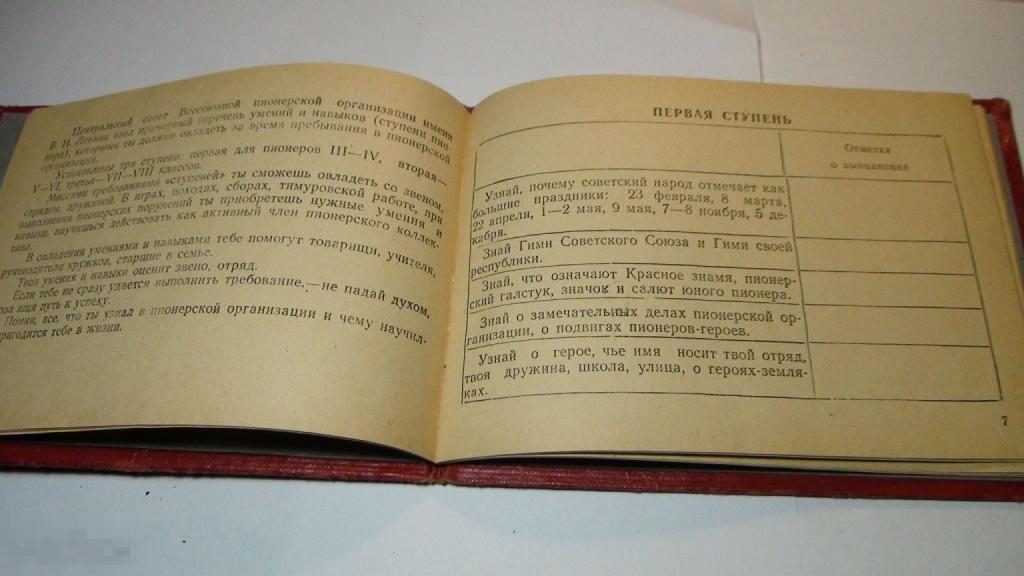 Центральный совет Всесоюзной пионерской организации имени
В. И. Ленина ввел примерный перечень умений и навыков (ступени пио-
нера), которыми ты должен овладеть за время пребывания в пионерской
организации.
Установлены три ступени: первая для пионеров III—IV, вторая—
V—VI, третья—VII—VIII классов.
Многими требованиями «ступеней» ты сможешь овладеть со звеном,
отрядом, дружиной. В играх, походах, сборах, тимуровской работе, при
выполнении пионерских поручений ты приобретешь нужные умения и
навыки, научишься действовать как активный член пионерского коллек-
тива.
В овладении умениями и навыками тебе помогут товарищи, учителя,
руководители кружков, старшие в семье.
Твои умения и навыки оценит звено, отряд.
Если тебе не сразу удается выполнить требование,—не падай духом,
ищи путь к успеху.
Помни, все, что ты узнал в пионерской организации и чему научил-
пригодится тебе в жизни.
ПЕРВАЯ СТУПЕНЬ
Отметка
о выполнении
Узнай, почему советский народ отмечает как
большие праздники: 23 февраля, 8 марта,
22 апреля, 1—2 мая, 9 мая, 7—8 ноября, 5 де-
кабря.
Знай Гимн Советского Союза и Гимн своей
республики.
Знай, что означают Красное знамя, пионер-
ский галстук, значок и салют юного пионера.
Знай о замечательных делах пионерской ор-
ганизации, о подвигах пионеров-героев.
Узнай о герое, чье имя носит твой отряд,
твоя дружина, школа, улица, о героях-земля-
ках.
7